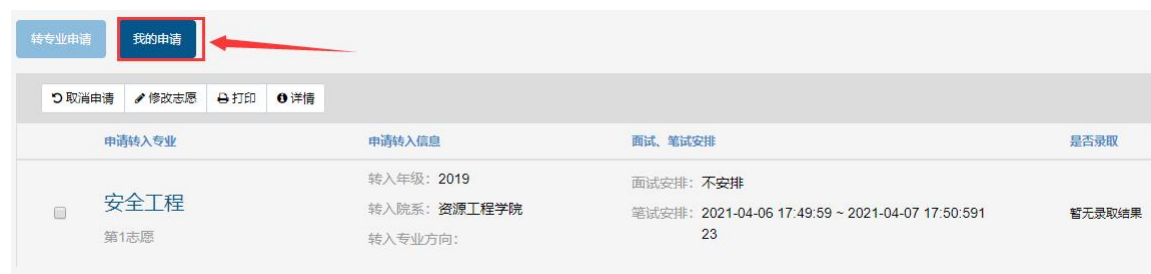 转专业申请 我的申请
取消申请 修改志愿 打印 详情
申请转入专业 申请转入信息 面试、笔试安排 是否录取
安全工程
第1志愿
转入年级：2019
转入院系：资源工程学院
转入专业方向：
面试安排：不安排
笔试安排：2021-04-06 17:49:59 ~ 2021-04-07 17:50:591
23
暂无录取结果